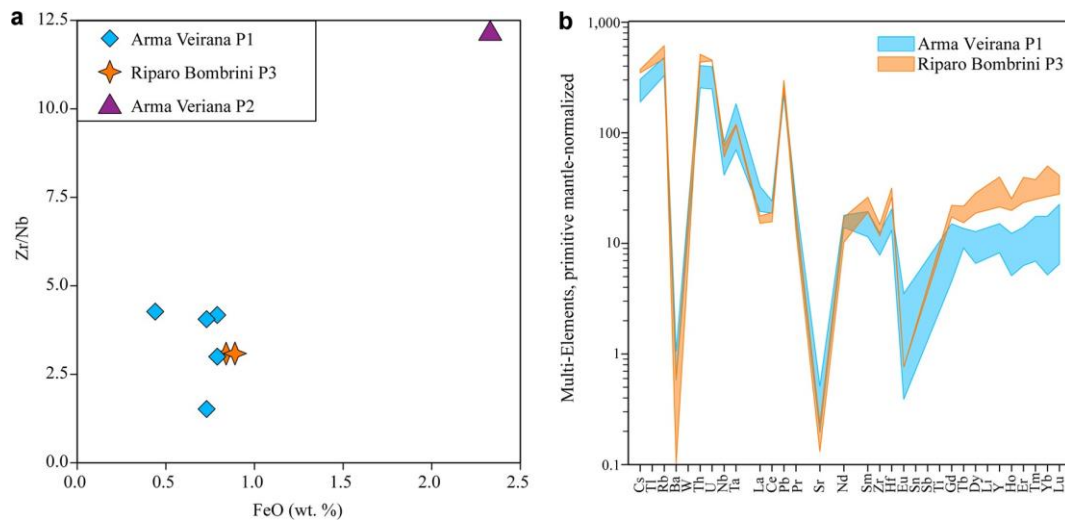 a
12.5
10.0
7.5
5.0
2.5
0.0
Zr/Nb
Arma Veirana P1
Riparo Bombrini P3
Arma Veriana P2
0.0 0.5 1.0 1.5 2.0 2.5
FeO (wt. %)
b
1,000
100
10
1
0.1
Multi-Elements, primitive mantle-normalized
Arma Veirana P1
Riparo Bombrini P3
Cs Tl Rb Ba W Th U Nb Ta La Ce Pb Pr Sr Nd Sm Zr Hf Eu Sn Sb Ti Gd Tb Dy Li Y Ho Er Tm Yb Lu